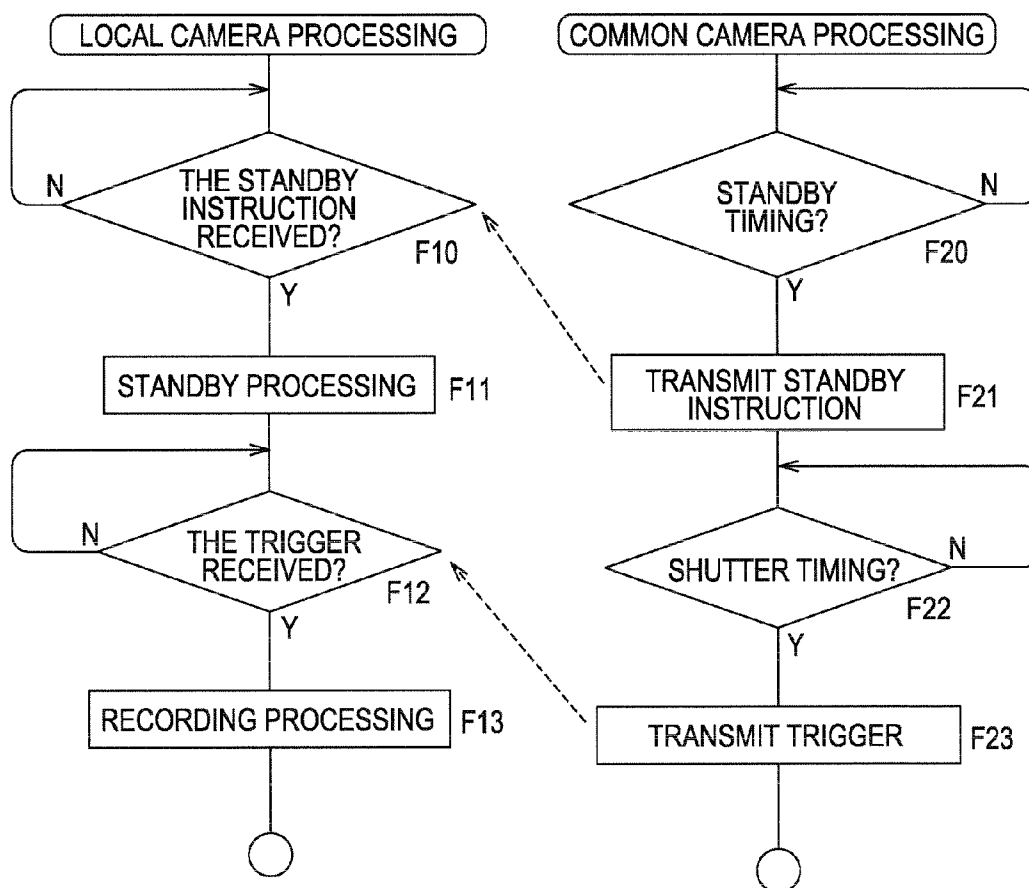 LOCAL CAMERA PROCESSING
N
THE STANDBY
INSTRUCTION
RECEIVED?
F10
Y
STANDBY PROCESSING
F11
N
THE TRIGGER
RECEIVED?
F12
Y
RECORDING PROCESSING
F13
COMMON CAMERA PROCESSING
STANDBY
TIMING?
N
F20
Y
TRANSMIT STANDBY
INSTRUCTION
F21
SHUTTER TIMING?
N
F22
Y
TRANSMIT TRIGGER
F23